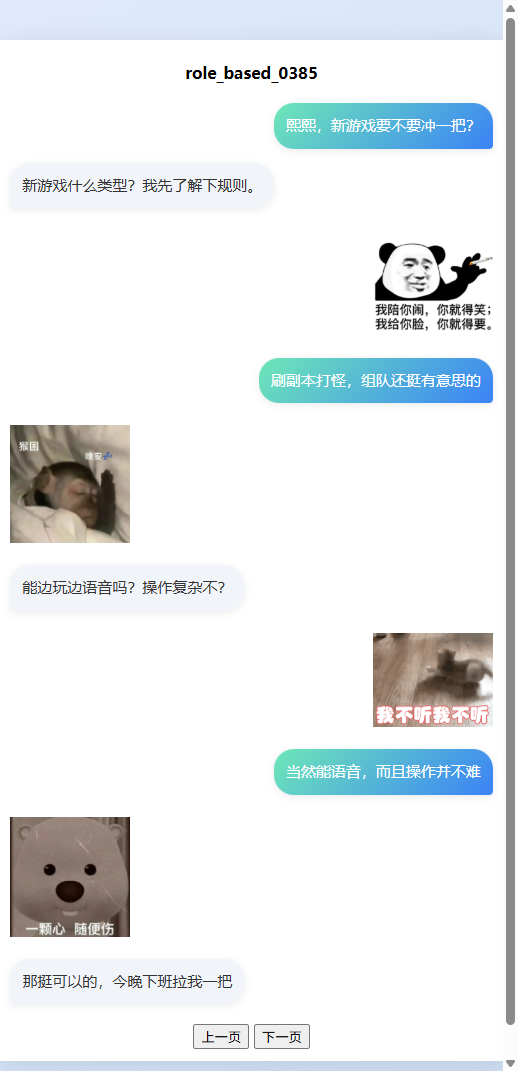 role_based_0385
熙熙，新游戏要不要冲一把？
新游戏什么类型？我先了解下规则。
我陪你闹，你就得笑；
我给你脸，你就得要。
刷副本打怪，组队还挺有意思的
猴困
晚安💤
能边玩边语音吗？操作复杂不？
我不听我不听
当然能语音，而且操作并不难
一颗心 随便伤
那挺可以的，今晚下班拉我一把
上一页 下一页